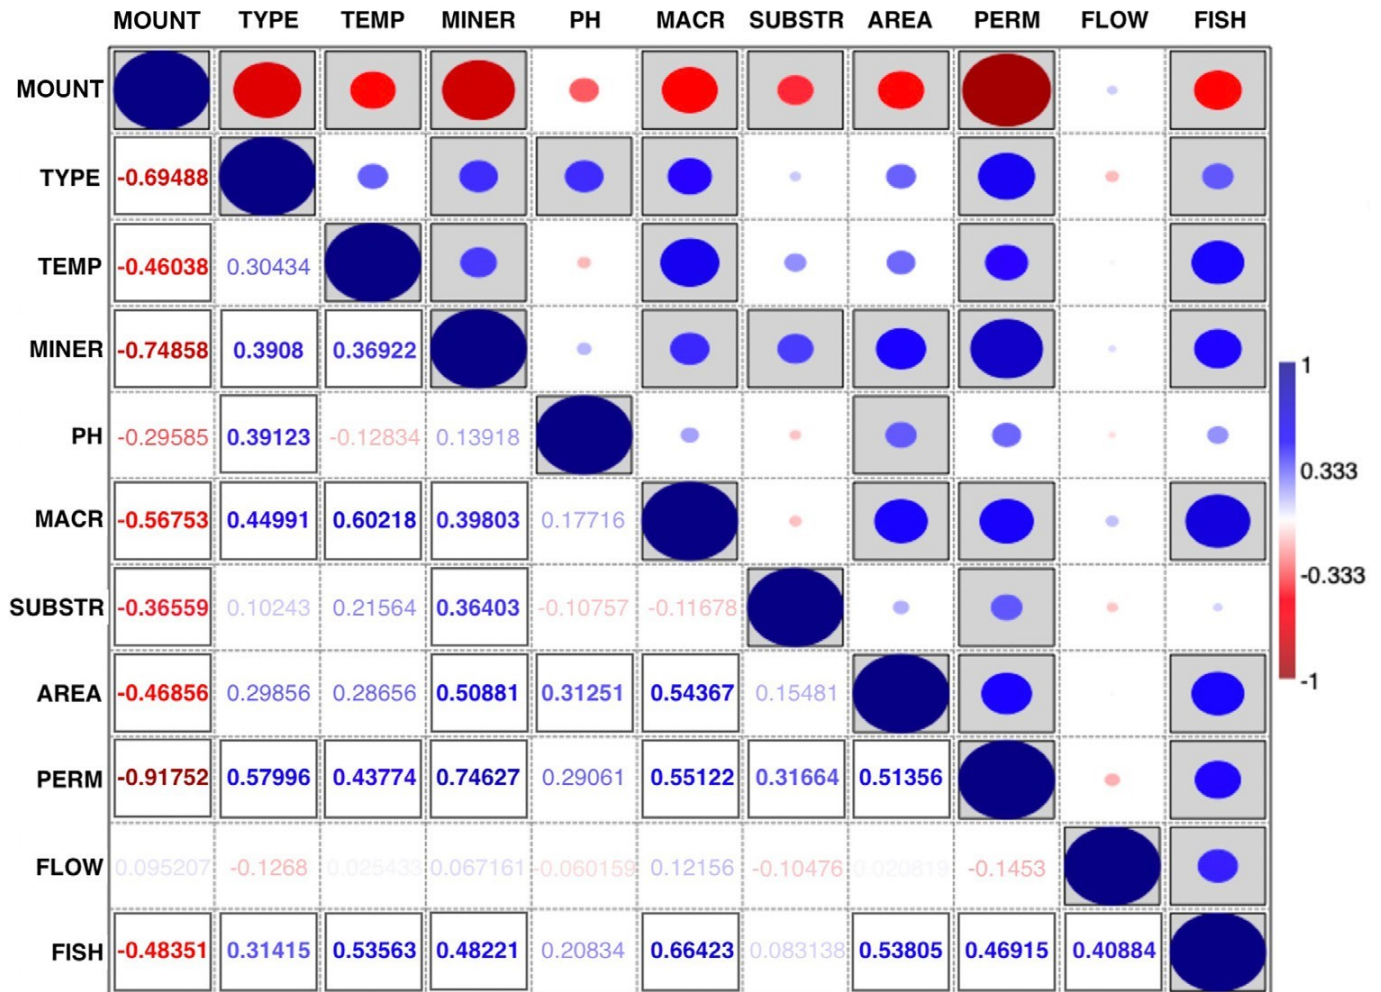 MOUNT TYPE TEMP MINER PH MACR SUBSTR AREA PERM FLOW FISH
MOUNT
TYPE -0.69488
TEMP -0.46038 0.30434
MINER -0.74858 0.3908 0.36922
1
PH -0.29585 0.39123 -0.12834 0.13918
0.333
MACR -0.56753 0.44991 0.60218 0.39803 0.17716
-0.333
SUBSTR -0.36559 0.10243 0.21564 0.36403 -0.10757 -0.11678
AREA -0.46856 0.29856 0.28656 0.50881 0.31251 0.54367 0.15481
-1
PERM -0.91752 0.57996 0.43774 0.74627 0.29061 0.55122 0.31664 0.51356
FLOW 0.095207 -0.1268 0.025433 0.067161 -0.060159 0.12156 -0.10476 0.020819 -0.1453
FISH -0.48351 0.31415 0.53563 0.48221 0.20834 0.66423 0.083138 0.53805 0.46915 0.40884